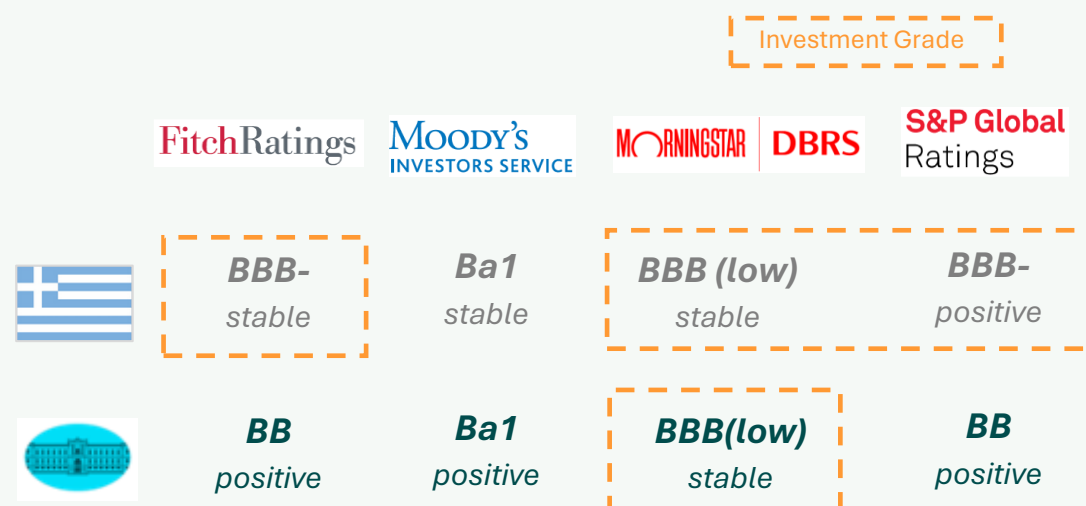 Investment Grade
FitchRatings
MOODY'S
INVESTORS SERVICE
MORNINGSTAR DBRS
S&P Global
Ratings
BBB- Ba1 BBB (low) BBB-
stable stable stable positive
BB Ba1 BBB(low) BB
positive positive stable positive